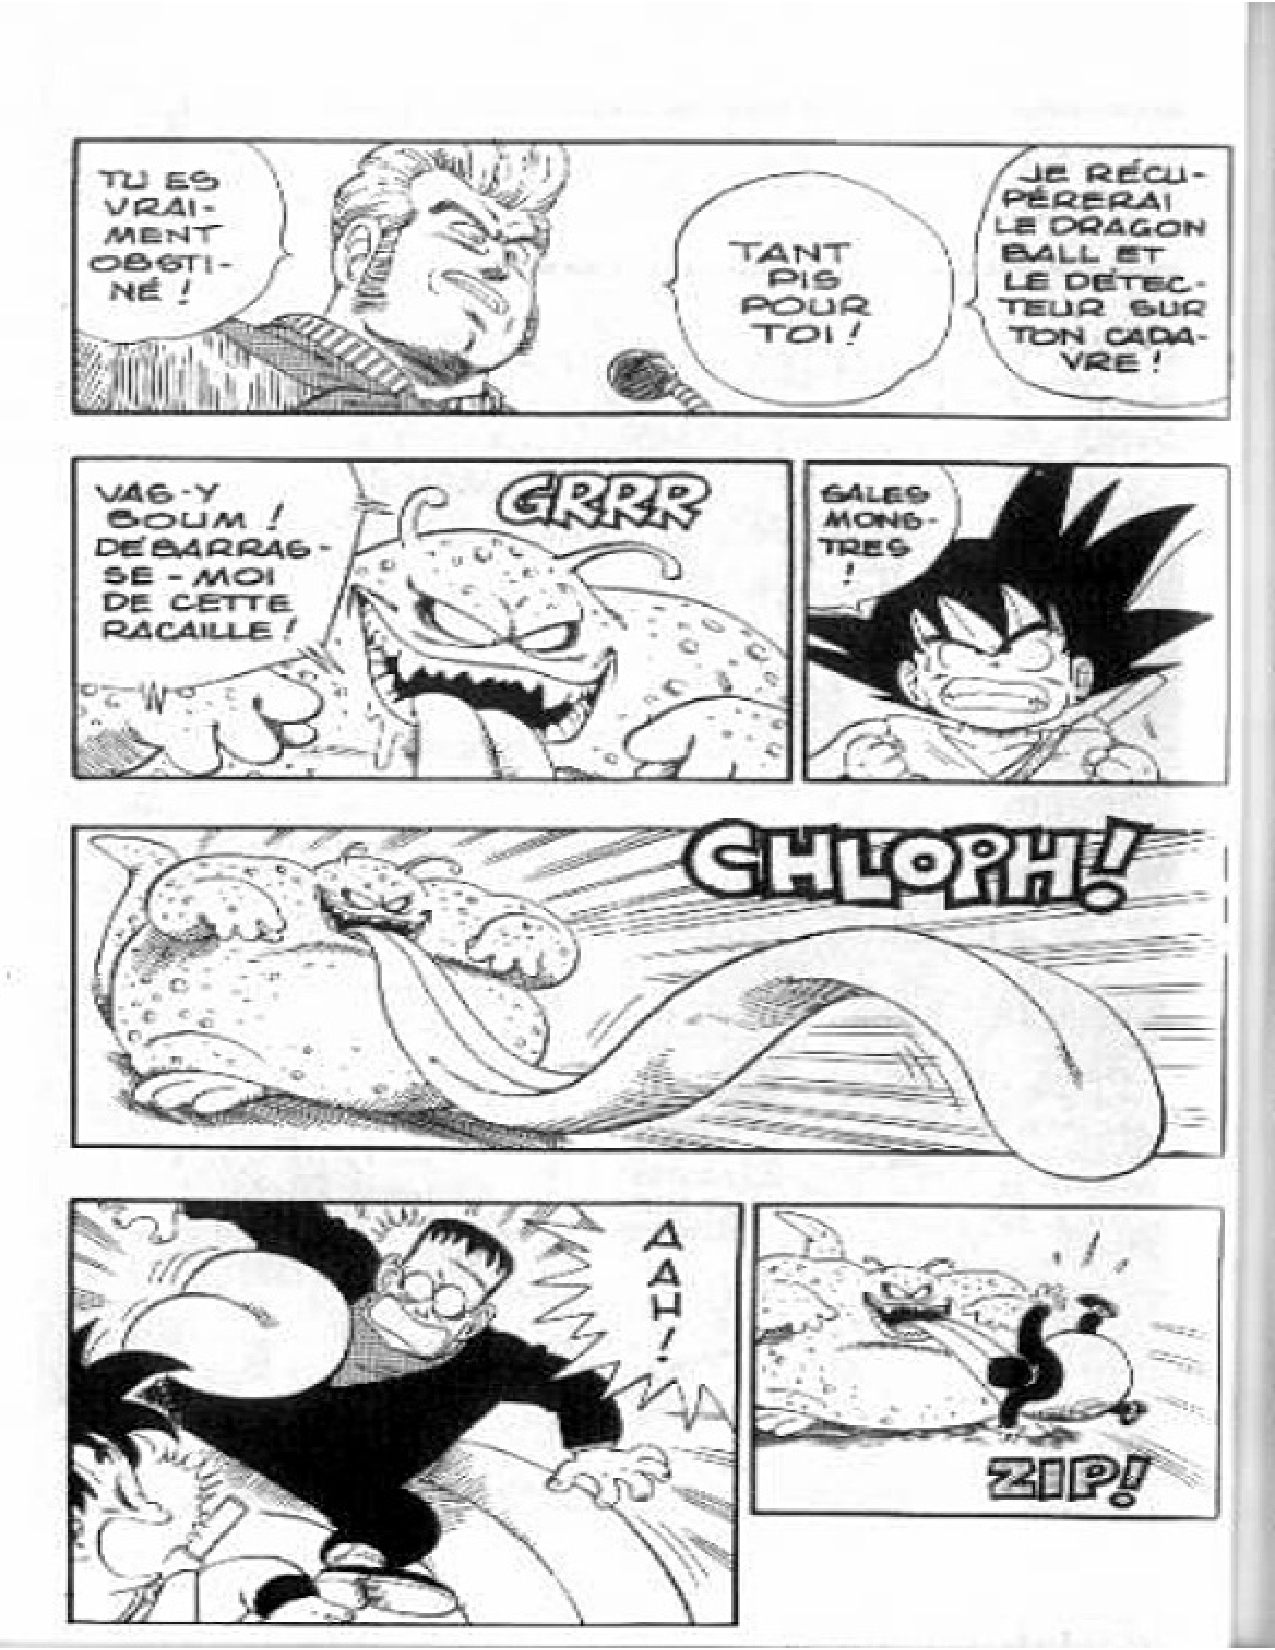 TU ES
VRAI-
MENT
OBSTI-
NÉ !
TANT
PIS
POUR
TOI !
JE RÉCU-
PÉRERAI
LE DRAGON
BALL ET
LE DÉTEC-
TEUR SUR
TON CADA-
VRE !
VAS-Y
BOUM !
DÉBARRAS-
SE-MOI
DE CETTE
RACAILLE !
GRRR
SALES
MONS-
TRES
!
CHLOPH!
AAH!
ZIP!